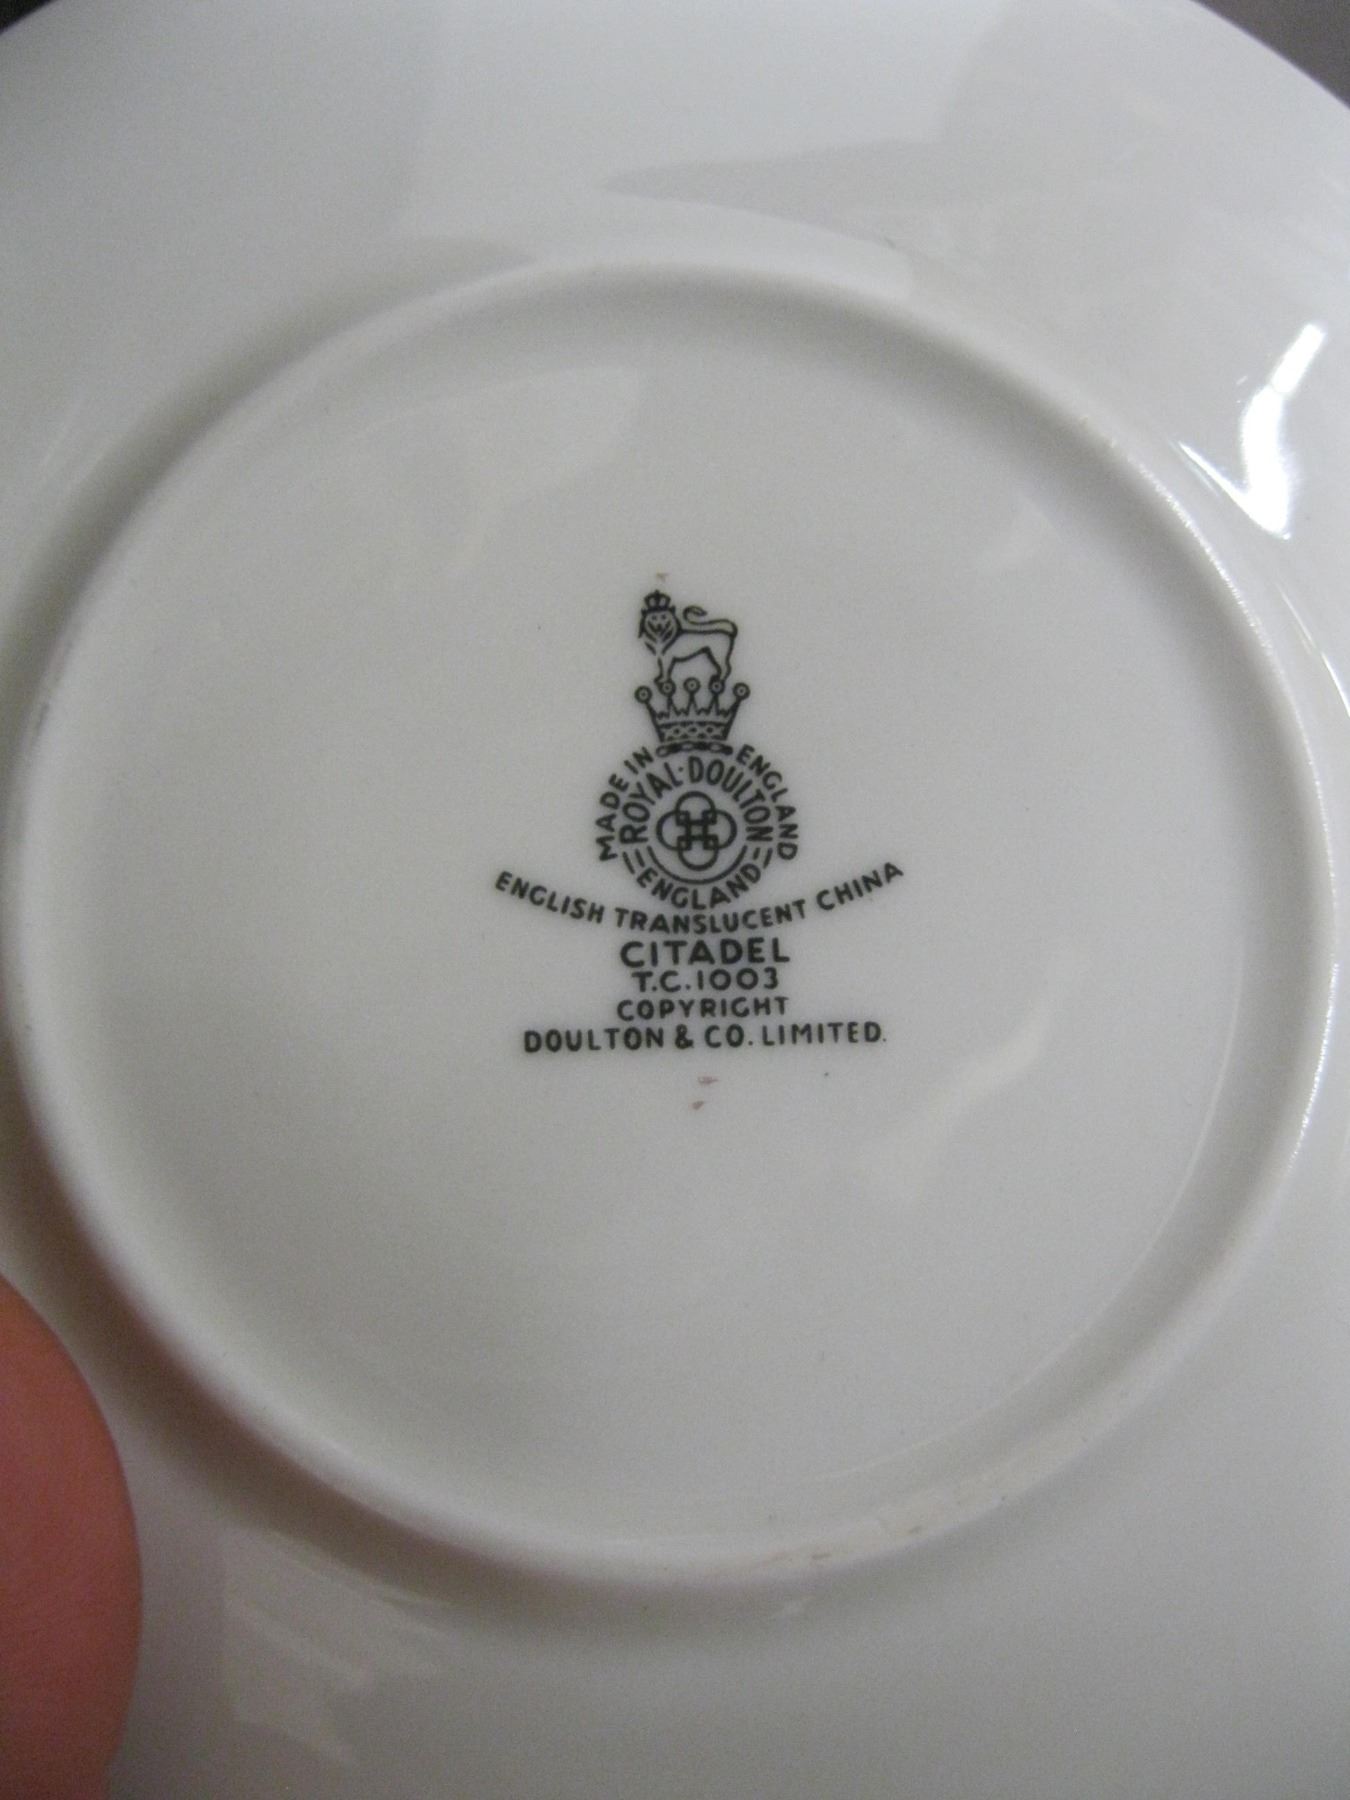 MADE IN ENGLAND
ROYAL·DOULTON
ENGLAND
ENGLISH TRANSLUCENT CHINA
CITADEL
T.C.1003
COPYRIGHT
DOULTON & CO. LIMITED.